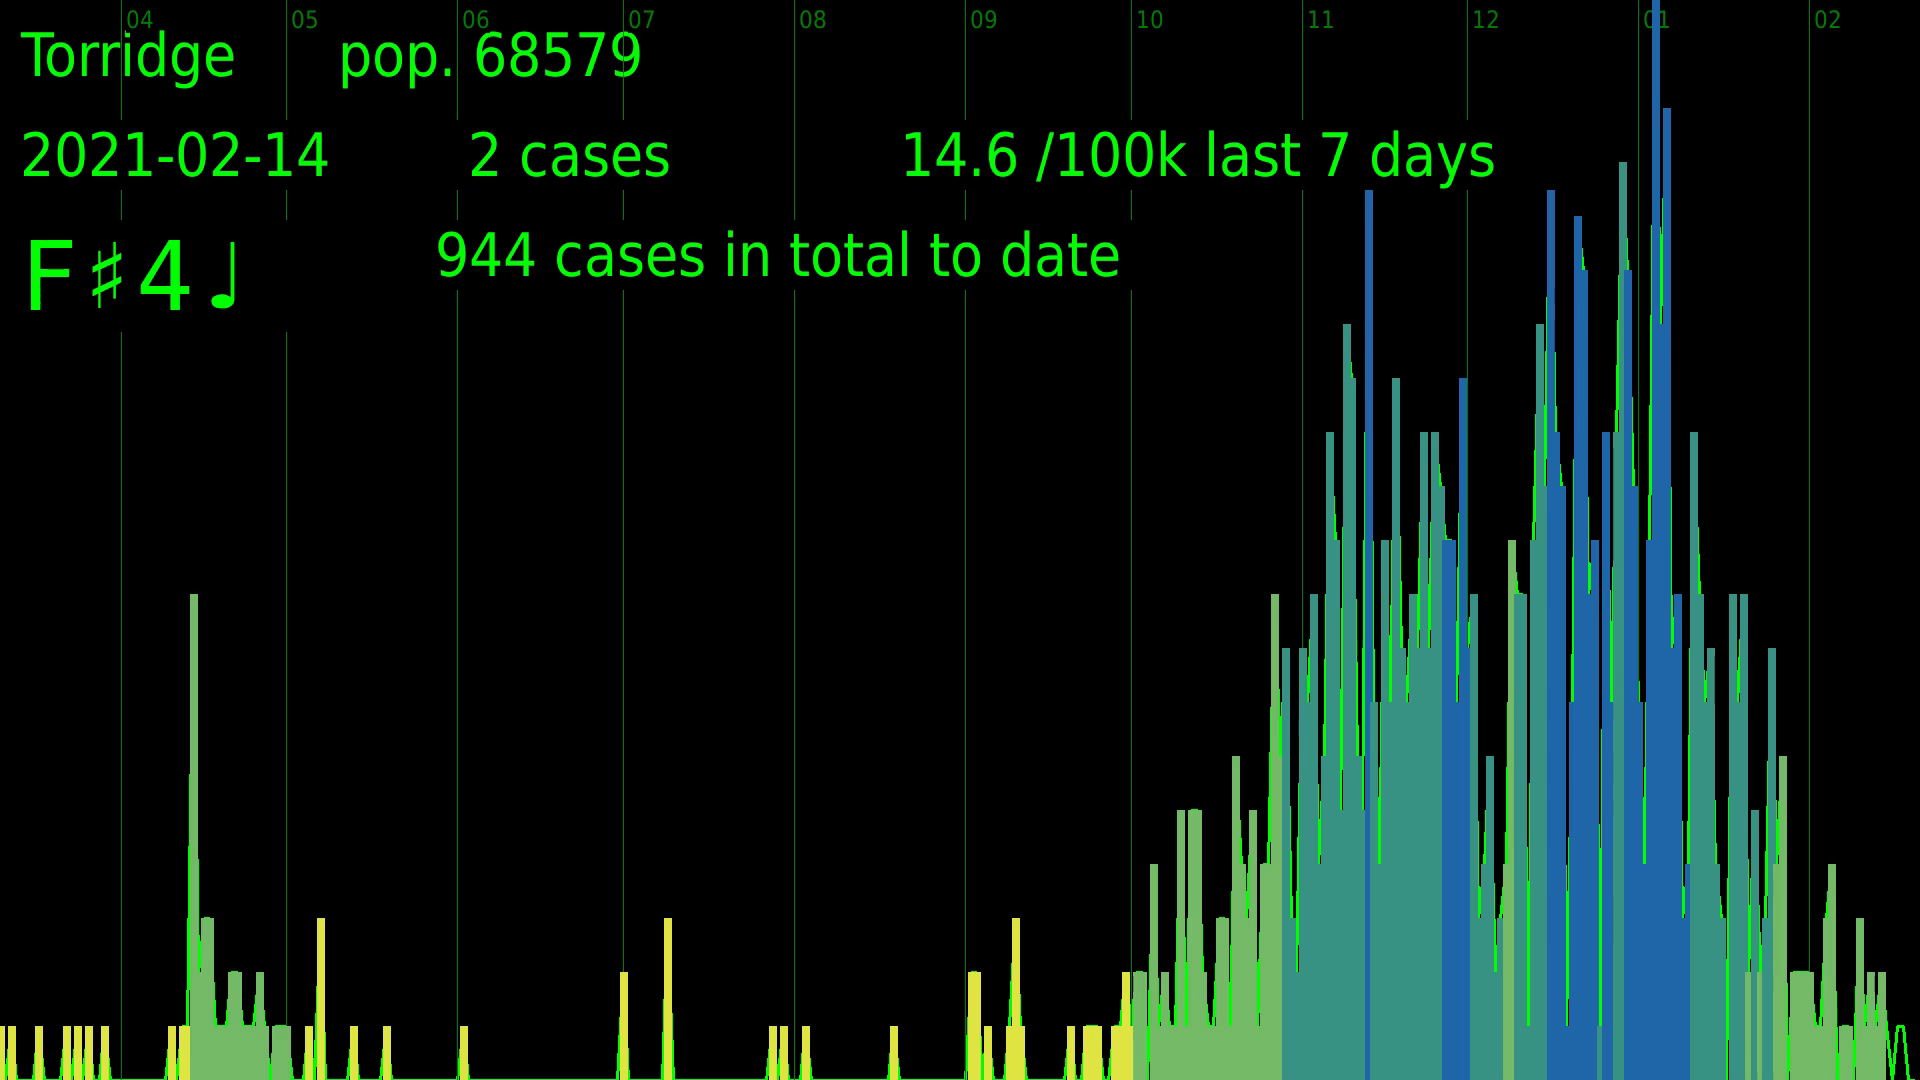 04 05 06 07 08 09 10 11 12 01 02
Torridge pop. 68579
2021-02-14 2 cases 14.6 /100k last 7 days
F♯4♩ 944 cases in total to date